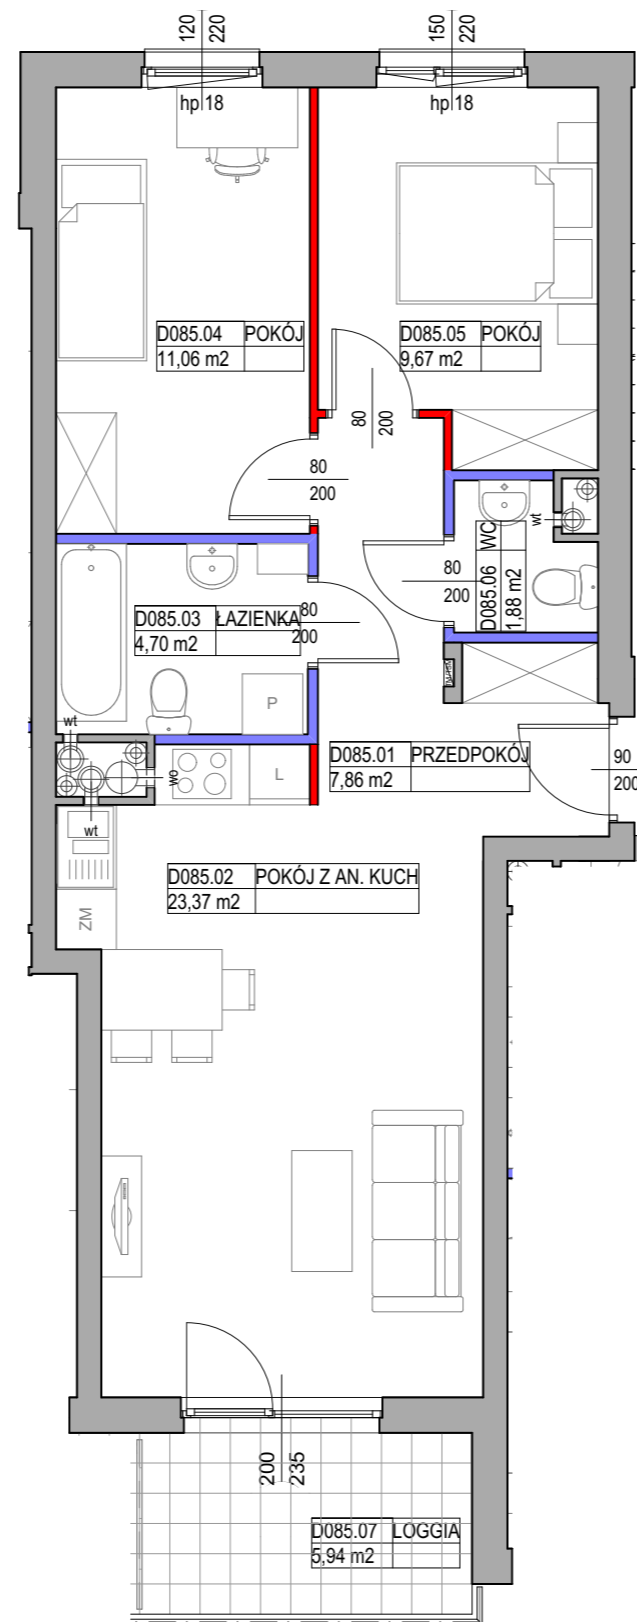 120
220
150
220
hp 18
hp 18
D085.04 POKÓJ
11,06 m2
D085.05 POKÓJ
9,67 m2
80
200
80
200
wt
D085.06 WC
1,88 m2
80
200
D085.03 ŁAZIENKA
4,70 m2
80
200
P
wt
wo
L
D085.01 PRZEDPOKÓJ
7,86 m2
90
200
wt
D085.02 POKÓJ Z AN. KUCH
23,37 m2
ZM
200
235
D085.07 LOGGIA
5,94 m2